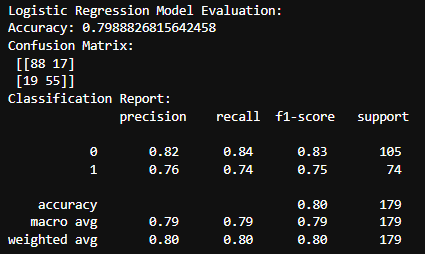 Logistic Regression Model Evaluation:
Accuracy: 0.7988826815642458
Confusion Matrix:
[[88 17]
[19 55]]
Classification Report:
precision recall f1-score support
0 0.82 0.84 0.83 105
1 0.76 0.74 0.75 74
accuracy 0.80 179
macro avg 0.79 0.79 0.79 179
weighted avg 0.80 0.80 0.80 179